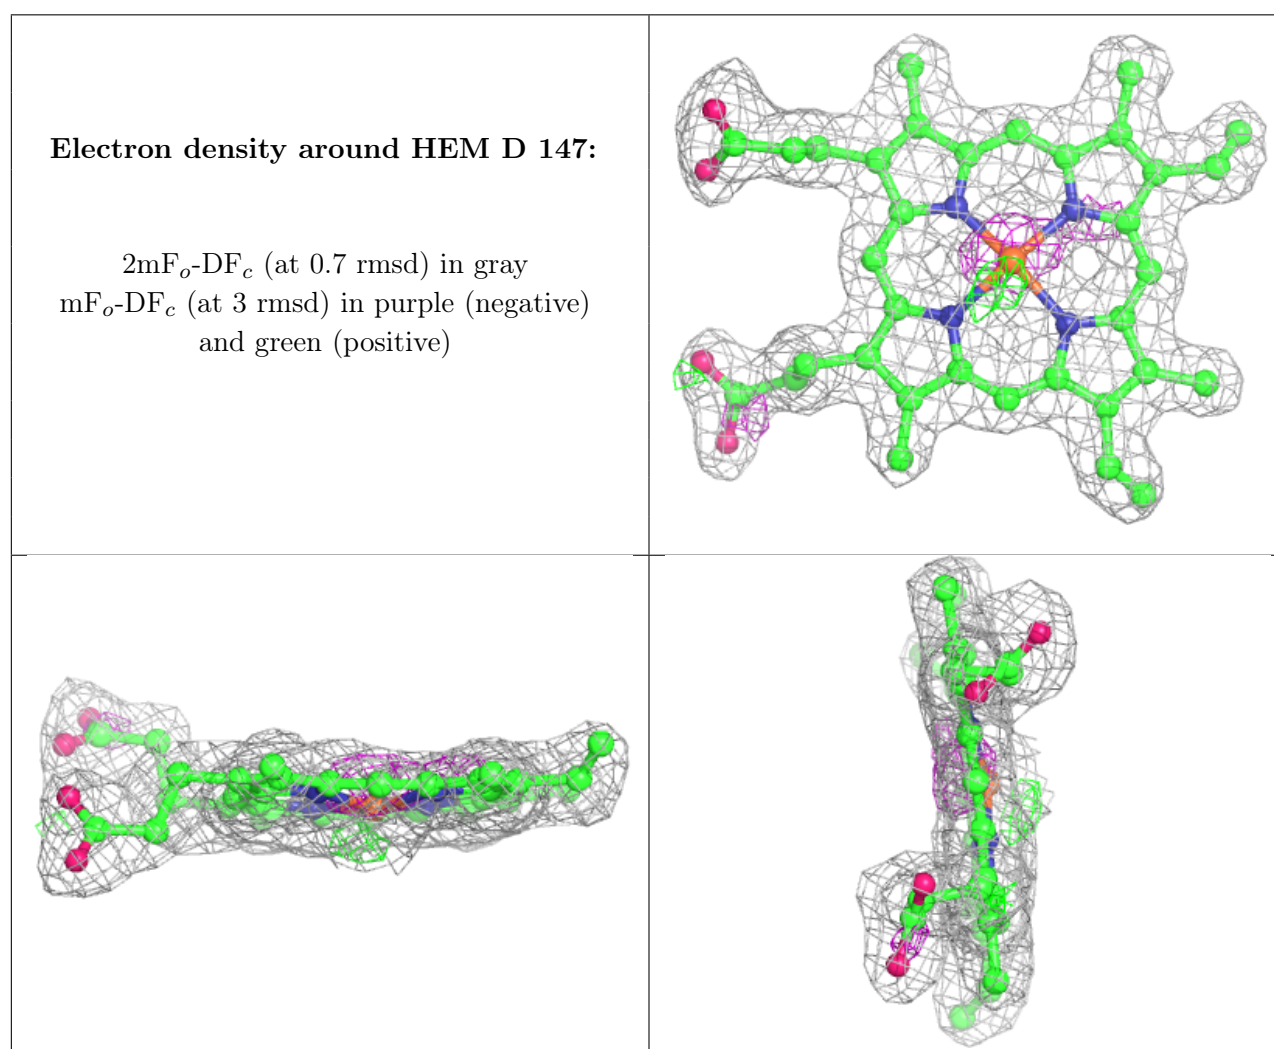 Electron density around HEM D 147:
2mFo-DFc (at 0.7 rmsd) in gray
mFo-DFc (at 3 rmsd) in purple (negative)
and green (positive)